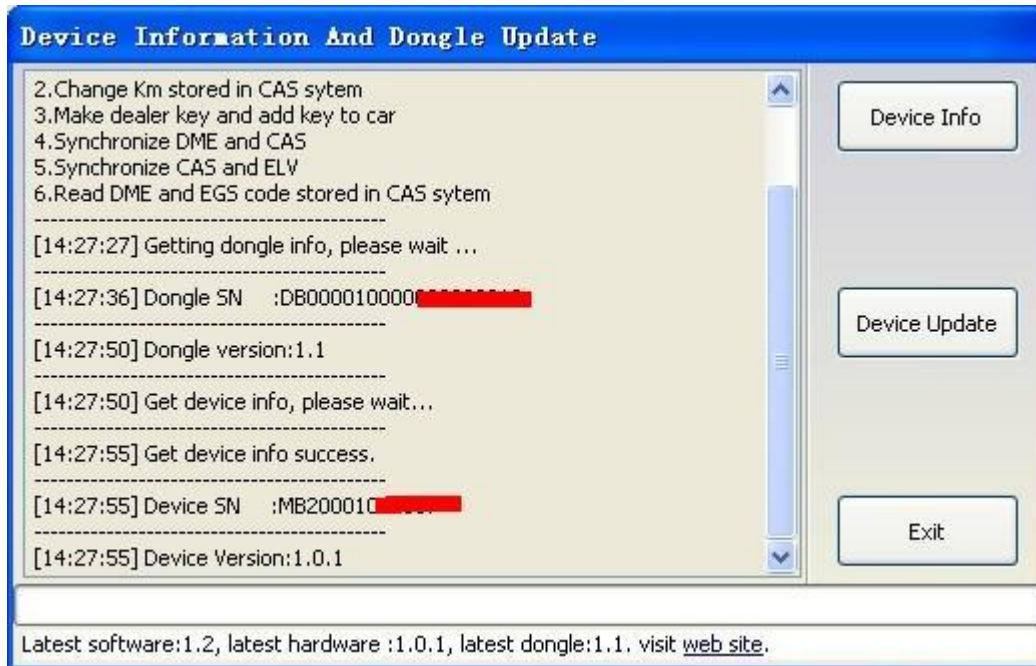 Device Information And Dongle Update
2.Change Km stored in CAS sytem
3.Make dealer key and add key to car
4.Synchronize DME and CAS
5.Synchronize CAS and ELV
6.Read DME and EGS code stored in CAS sytem
----------------------------------------
[14:27:27] Getting dongle info, please wait ...
----------------------------------------
[14:27:36] Dongle SN :DB000010000
----------------------------------------
[14:27:50] Dongle version:1.1
----------------------------------------
[14:27:50] Get device info, please wait...
----------------------------------------
[14:27:55] Get device info success.
----------------------------------------
[14:27:55] Device SN :MB200010
----------------------------------------
[14:27:55] Device Version:1.0.1
Device Info
Device Update
Exit
Latest software:1.2, latest hardware :1.0.1, latest dongle:1.1. visit web site.